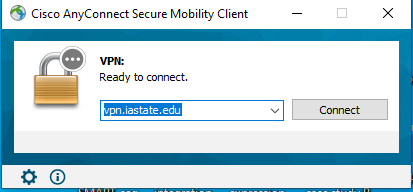 Cisco AnyConnect Secure Mobility Client
VPN:
Ready to connect.
vpn.iastate.edu
Connect